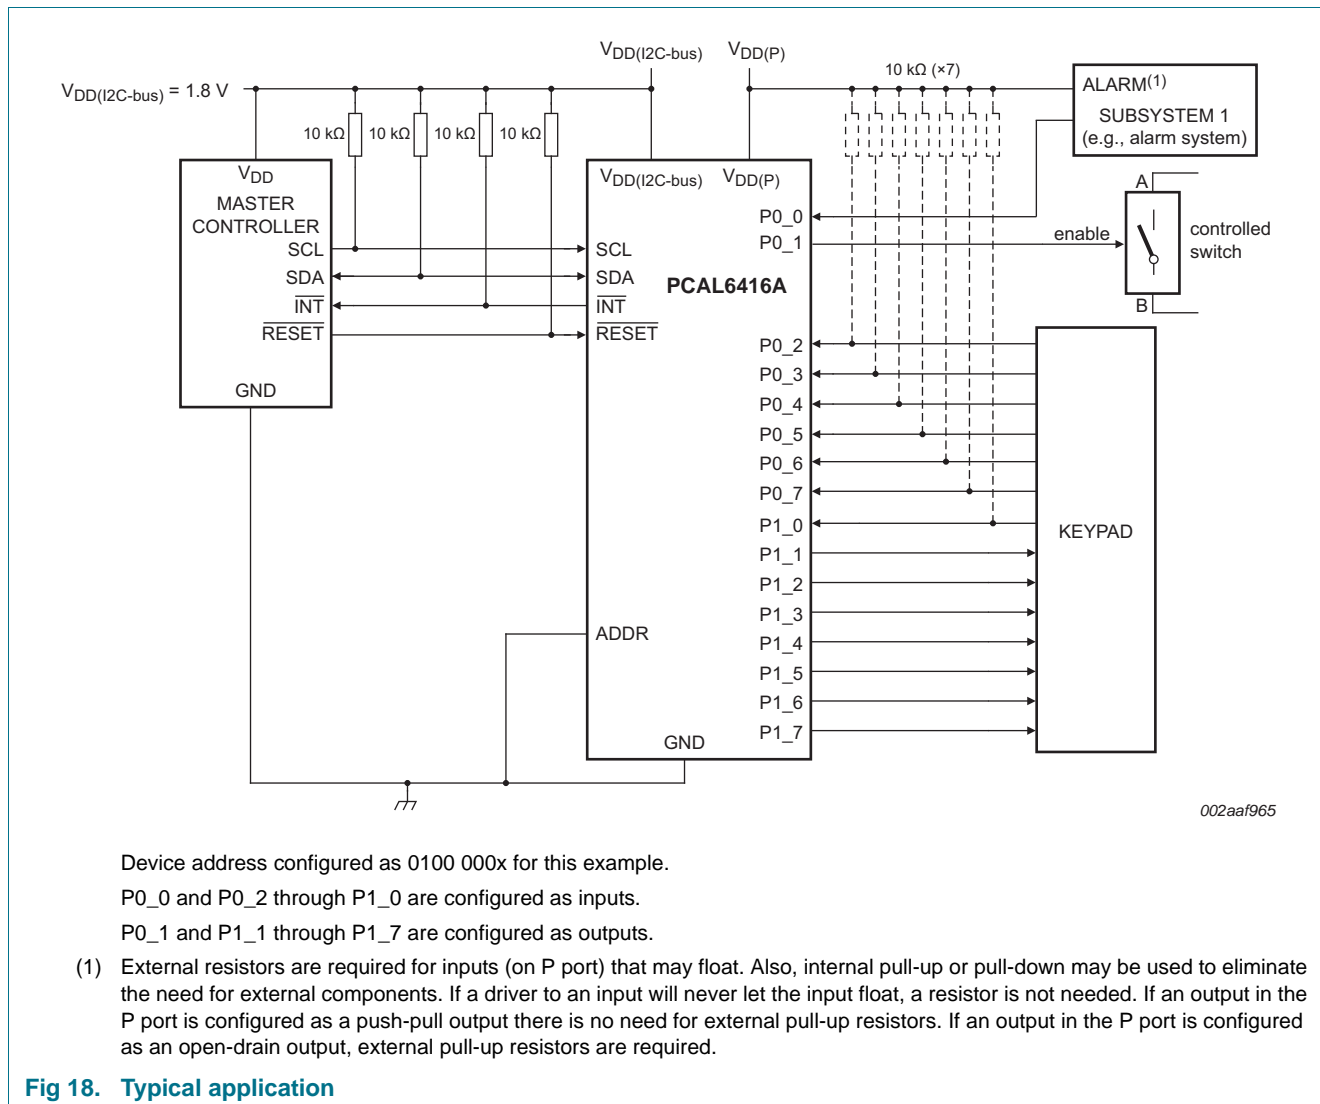 VDD(I2C-bus) VDD(P)
VDD(I2C-bus) = 1.8 V
10 kΩ (×7)
ALARM(1)
SUBSYSTEM 1
(e.g., alarm system)
10 kΩ 10 kΩ 10 kΩ 10 kΩ
VDD
MASTER
CONTROLLER
SCL
SDA
INT
RESET
GND
VDD(I2C-bus) VDD(P)
SCL
SDA
INT
RESET
PCAL6416A
ADDR
GND
P0_0
P0_1
P0_2
P0_3
P0_4
P0_5
P0_6
P0_7
P1_0
P1_1
P1_2
P1_3
P1_4
P1_5
P1_6
P1_7
enable
A
B
controlled
switch
KEYPAD
002aaf965
Device address configured as 0100 000x for this example.
P0_0 and P0_2 through P1_0 are configured as inputs.
P0_1 and P1_1 through P1_7 are configured as outputs.
(1) External resistors are required for inputs (on P port) that may float. Also, internal pull-up or pull-down may be used to eliminate
the need for external components. If a driver to an input will never let the input float, a resistor is not needed. If an output in the
P port is configured as a push-pull output there is no need for external pull-up resistors. If an output in the P port is configured
as an open-drain output, external pull-up resistors are required.
Fig 18. Typical application